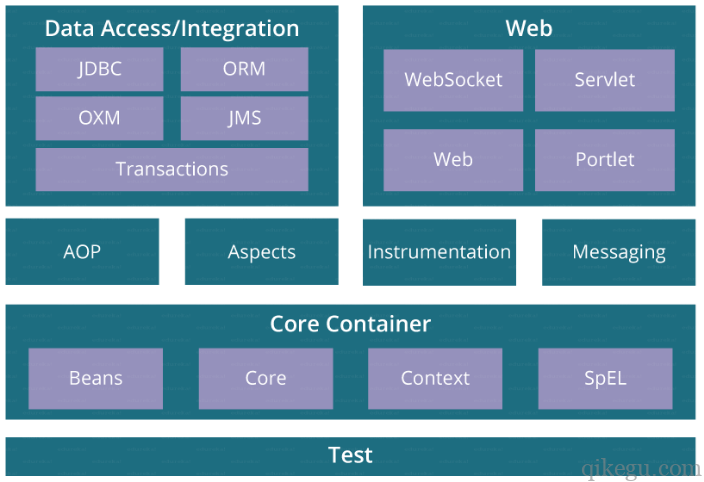 Data Access/Integration
JDBC
ORM
OXM
JMS
Transactions
Web
WebSocket
Servlet
Web
Portlet
AOP
Aspects
Instrumentation
Messaging
Core Container
Beans
Core
Context
SpEL
Test
qikegu.com